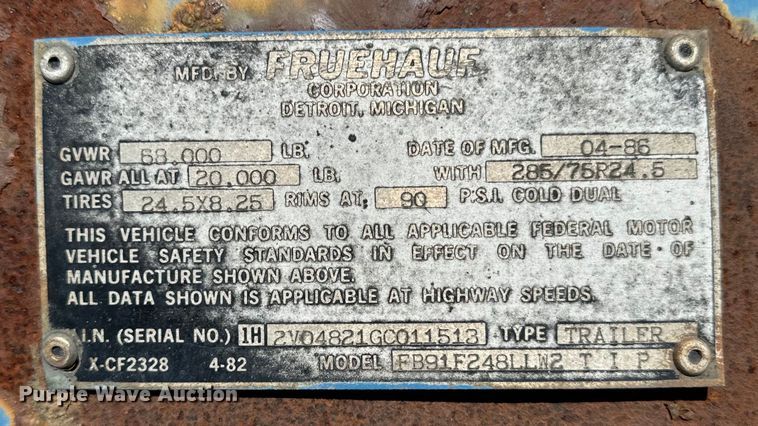 MFD. BY FRUEHAUF
CORPORATION
DETROIT, MICHIGAN
GVWR 68,000 LB. DATE OF MFG. 04-86
GAWR ALL AT 20,000 LB. WITH 285/75R24.5
TIRES 24.5X8.25 RIMS AT 90 P.S.I. COLD DUAL
THIS VEHICLE CONFORMS TO ALL APPLICABLE FEDERAL MOTOR
VEHICLE SAFETY STANDARDS IN EFFECT ON THE DATE OF
MANUFACTURE SHOWN ABOVE.
ALL DATA SHOWN IS APPLICABLE AT HIGHWAY SPEEDS.
V.I.N. (SERIAL NO.) 1H 2V04821GC011513 TYPE TRAILER
X-CF2328 4-82 MODEL FB91F248LLW2 T I P
Purple Wave Auction